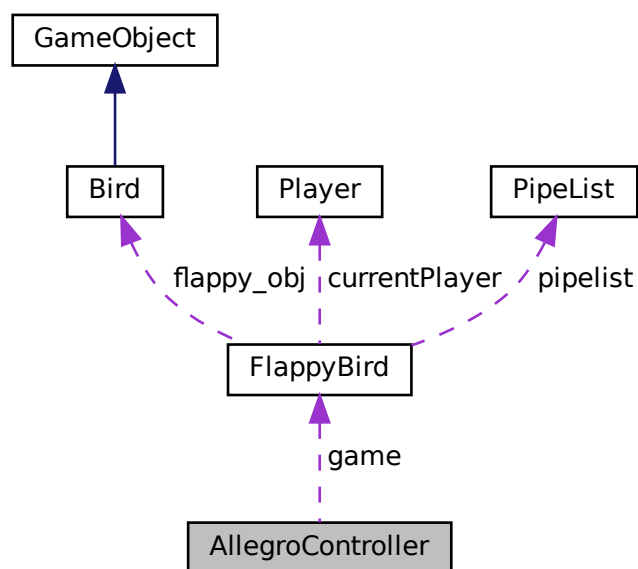 GameObject
Bird
Player
PipeList
flappy_obj
currentPlayer
pipelist
FlappyBird
game
AllegroController